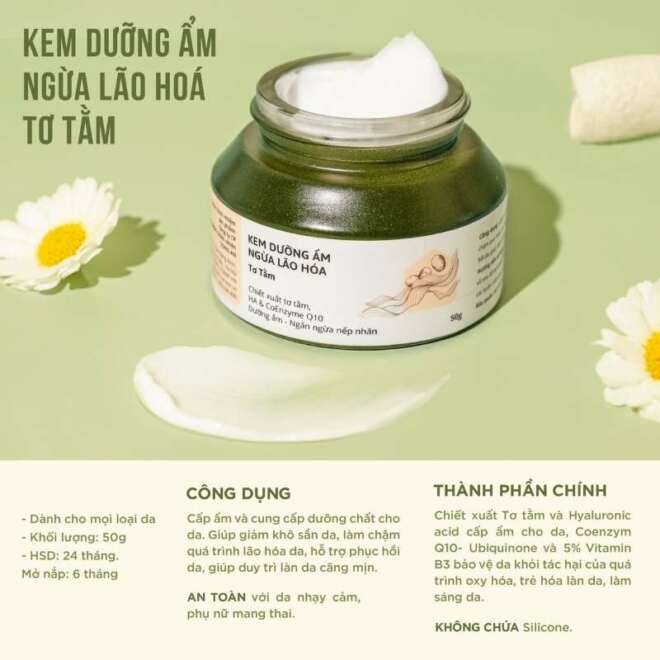 KEM DƯỠNG ẨM
NGỪA LÃO HOÁ
TƠ TẰM
KEM DƯỠNG ẨM
NGỪA LÃO HÓA
Tơ Tằm
Chiết xuất tơ tằm,
HA & CoEnzyme Q10
Dưỡng ẩm - Ngăn ngừa nếp nhăn
50g
- Dành cho mọi loại da
- Khối lượng: 50g
- HSD: 24 tháng.
Mở nắp: 6 tháng
CÔNG DỤNG
Cấp ẩm và cung cấp dưỡng chất cho
da. Giúp giảm khô sần da, làm chậm
quá trình lão hóa da, hỗ trợ phục hồi
da, giúp duy trì làn da căng mịn.
AN TOÀN với da nhạy cảm,
phụ nữ mang thai.
THÀNH PHẦN CHÍNH
Chiết xuất Tơ tằm và Hyaluronic
acid cấp ẩm cho da, Coenzym
Q10- Ubiquinone và 5% Vitamin
B3 bảo vệ da khỏi tác hại của quá
trình oxy hóa, trẻ hóa làn da, làm
sáng da.
KHÔNG CHỨA Silicone.